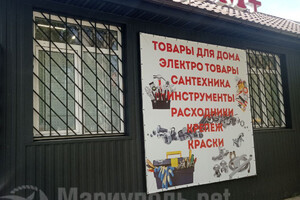 ТОВАРЫ ДЛЯ ДОМА
ЭЛЕКТРО ТОВАРЫ
САНТЕХНИКА
ИНСТРУМЕНТЫ
РАСХОДНИКИ
КРЕПЕЖ
КРАСКИ
Мариуполь.net